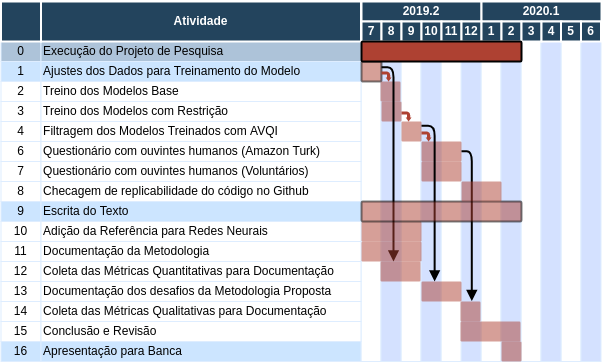 Atividade 2019.2 2020.1
7 8 9 10 11 12 1 2 3 4 5 6
0 Execução do Projeto de Pesquisa
1 Ajustes dos Dados para Treinamento do Modelo
2 Treino dos Modelos Base
3 Treino dos Modelos com Restrição
4 Filtragem dos Modelos Treinados com AVQI
6 Questionário com ouvintes humanos (Amazon Turk)
7 Questionário com ouvintes humanos (Voluntários)
8 Checagem de replicabilidade do código no Github
9 Escrita do Texto
10 Adição da Referência para Redes Neurais
11 Documentação da Metodologia
12 Coleta das Métricas Quantitativas para Documentação
13 Documentação dos desafios da Metodologia Proposta
14 Coleta das Métricas Qualitativas para Documentação
15 Conclusão e Revisão
16 Apresentação para Banca